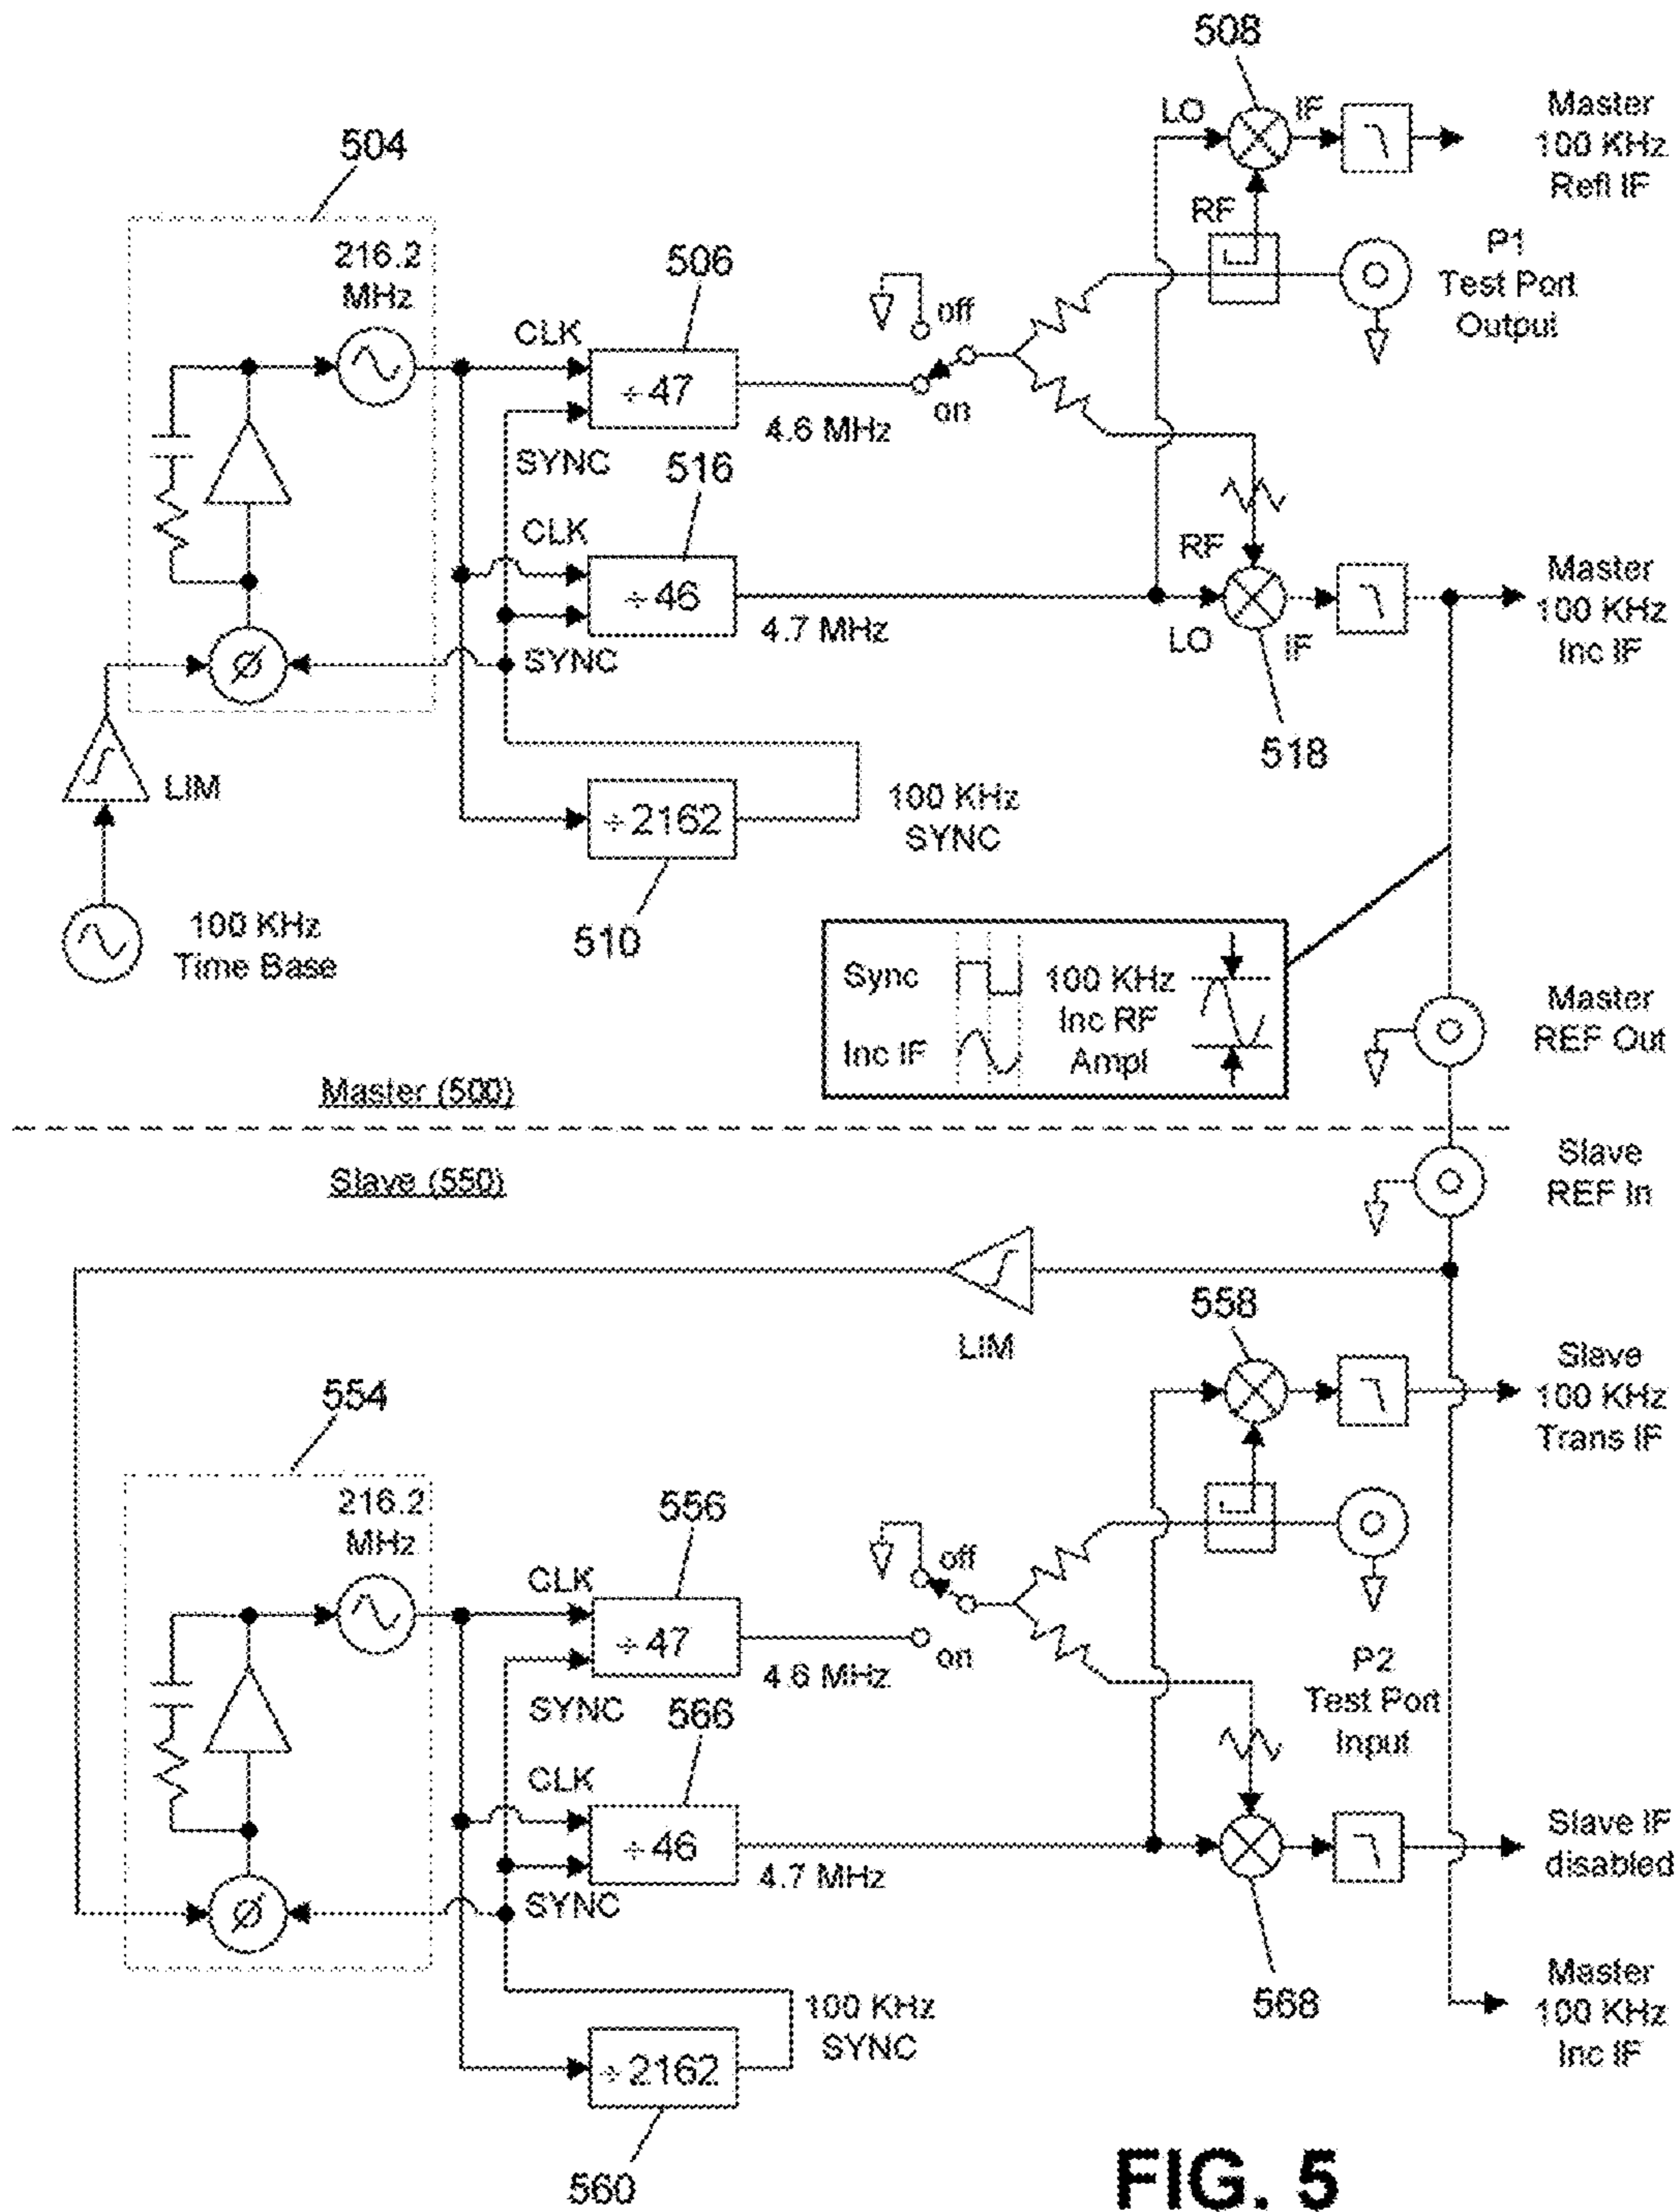 508
LO
IF
Master
100 KHz
Refl IF
504
RF
216.2
MHz
506
P1
Test Port
Output
off
CLK
÷47
on
4.6 MHz
SYNC
516
CLK
RF
÷46
4.7 MHz
Master
100 KHz
Inc IF
LO
IF
SYNC
Ø
518
LIM
÷2162
100 KHz
SYNC
510
100 KHz
Time Base
Sync
100 KHz
Inc RF
Ampl
Inc IF
Master
REF Out
Master (500)
Slave (550)
Slave
REF In
558
LIM
Slave
100 KHz
Trans IF
554
216.2
MHz
556
off
CLK
÷47
on
4.6 MHz
P2
Test Port
Input
SYNC
566
CLK
÷46
4.7 MHz
Slave IF
disabled
SYNC
Ø
568
100 KHz
SYNC
Master
100 KHz
Inc IF
÷2162
560
FIG. 5